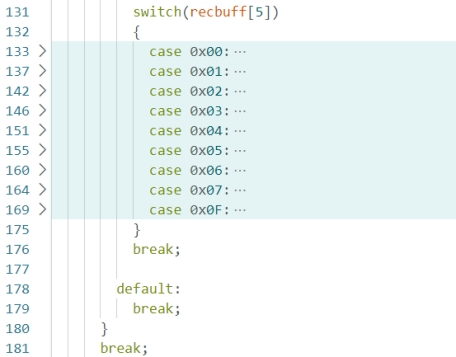 131 switch(recbuff[5])
132 {
133 > case 0x00:···
137 > case 0x01:···
142 > case 0x02:···
146 > case 0x03:···
151 > case 0x04:···
155 > case 0x05:···
160 > case 0x06:···
164 > case 0x07:···
169 > case 0x0F:···
175 }
176 break;
177
178 default:
179 break;
180 }
181 break;